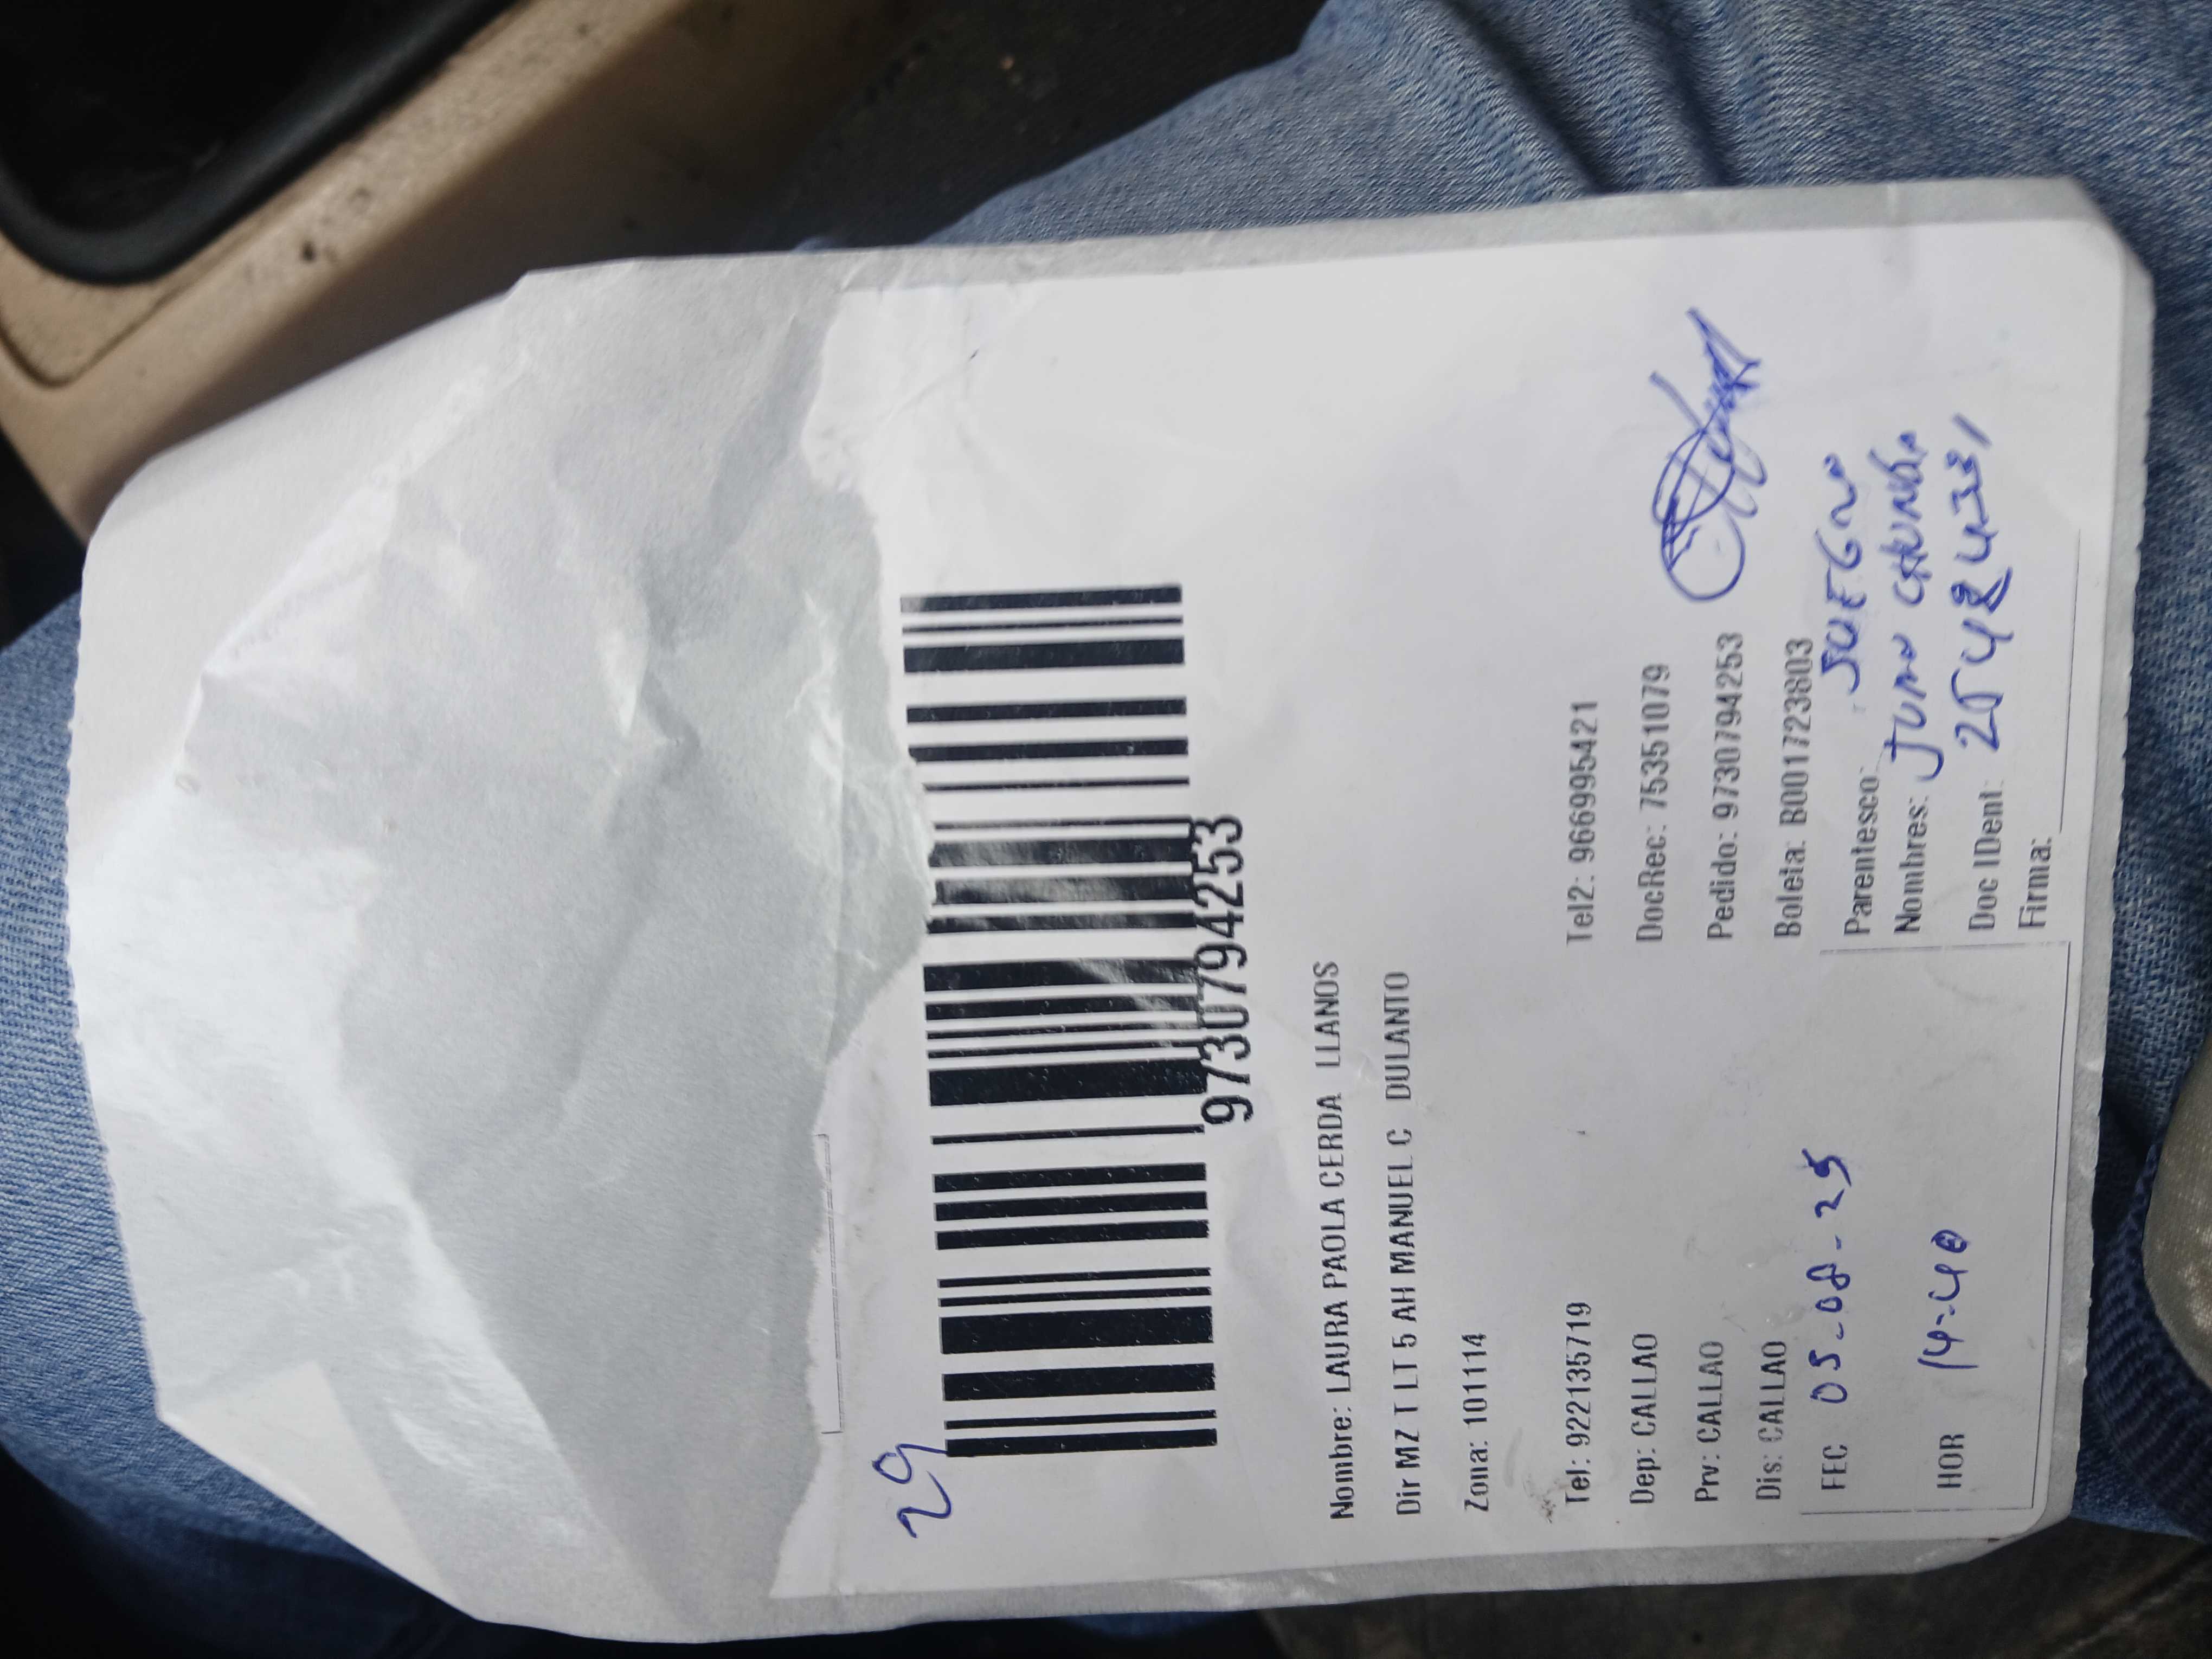 29
9730794253
Nombre: LAURA PAOLA CERDA LLANOS
Dir MZ T LT 5 AH MANUEL C DULANTO
Zona: 101114
Tel: 922135719 Tel2: 966995421
Dep: CALLAO DocRec: 75351079
Prv: CALLAO Pedido: 9730794253
Dis: CALLAO Boleta: B001723803
FEC 05-08-25 Parentesco: SUEGRO
HOR 14:40 Nombres: JUAN
Doc IDent:
Firma: